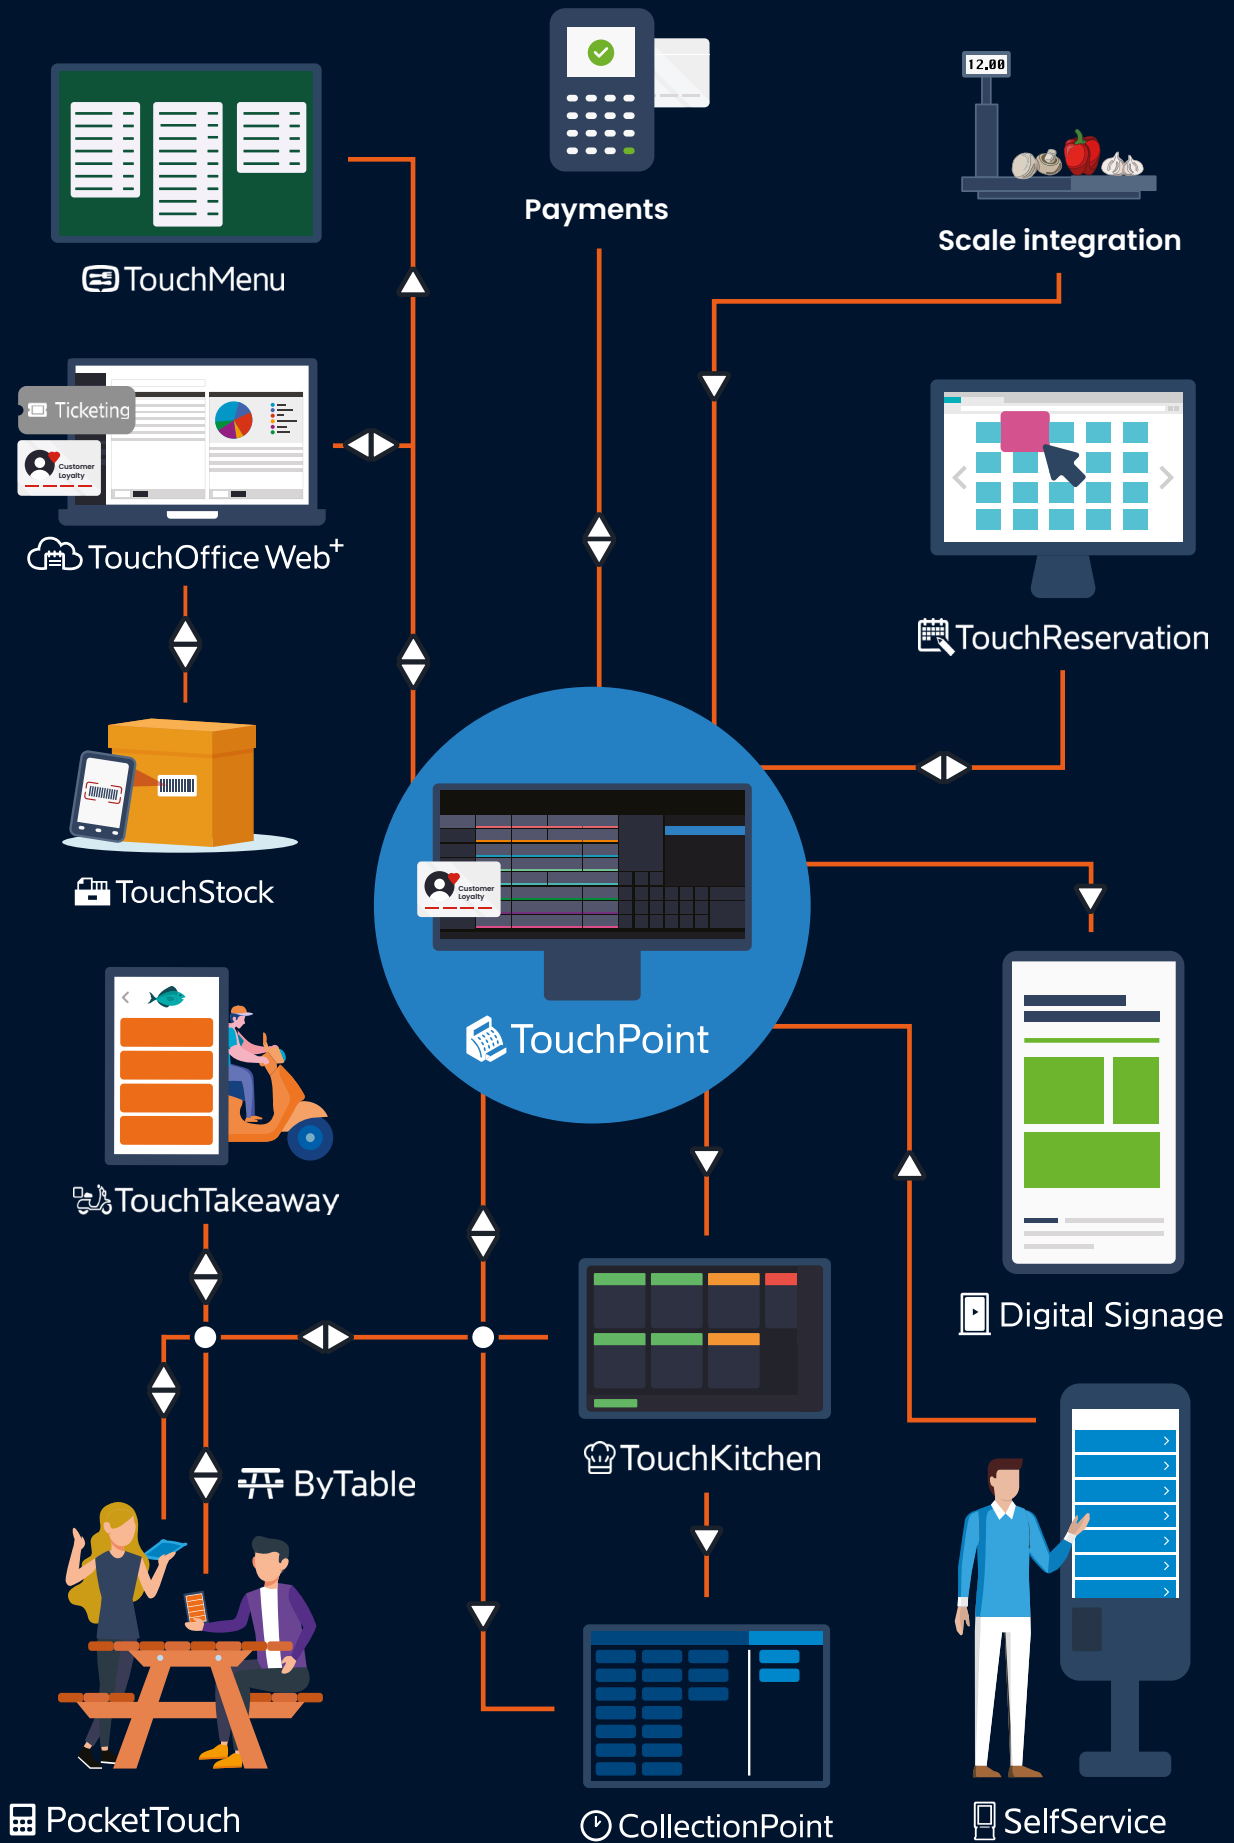 12.00
Payments
Scale integration
TouchMenu
Ticketing
Customer
Loyalty
TouchOffice Web+
TouchReservation
TouchStock
Customer
Loyalty
TouchPoint
TouchTakeaway
Digital Signage
TouchKitchen
ByTable
PocketTouch
CollectionPoint
SelfService